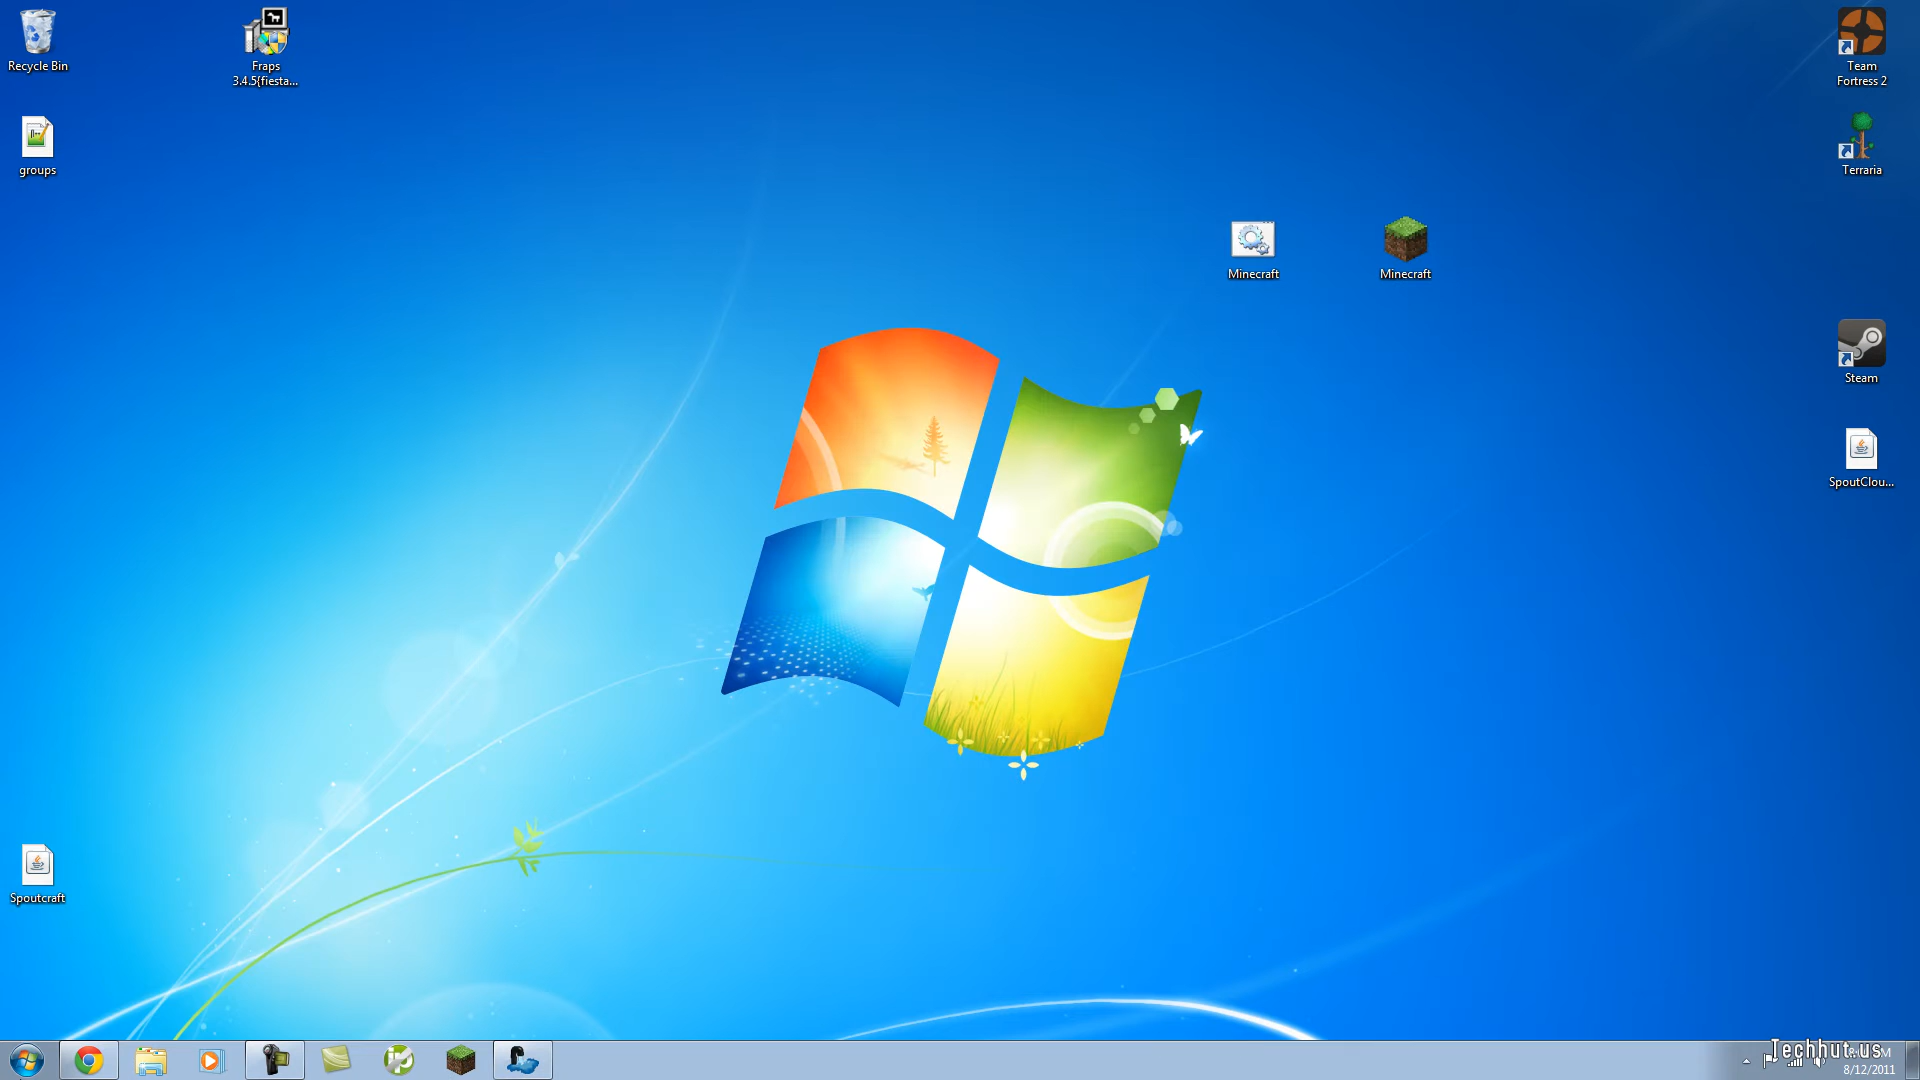 Recycle Bin
Fraps
3.4.5{fiesta...
Team
Fortress 2
groups
Terraria
Minecraft
Minecraft
Steam
SpoutClou...
Spoutcraft
Techhut.us
8/12/2011